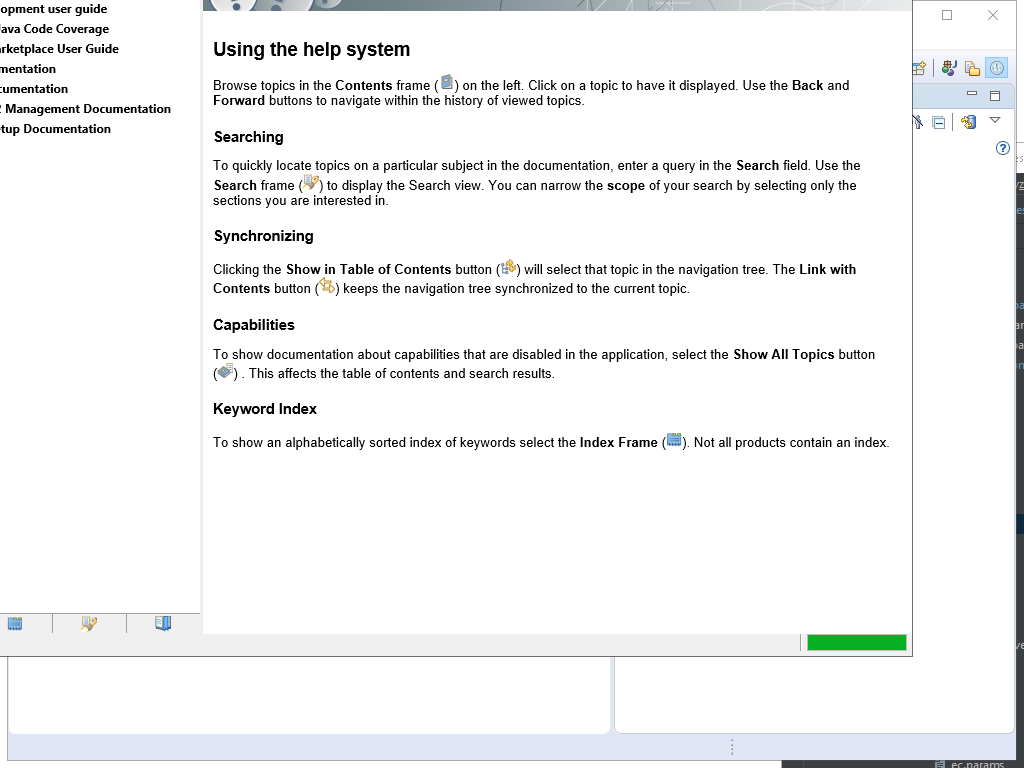 opment user guide
ava Code Coverage
rketplace User Guide
mentation
cumentation
Management Documentation
tup Documentation
Using the help system
Browse topics in the Contents frame ( ) on the left. Click on a topic to have it displayed. Use the Back and
Forward buttons to navigate within the history of viewed topics.
Searching
To quickly locate topics on a particular subject in the documentation, enter a query in the Search field. Use the
Search frame ( ) to display the Search view. You can narrow the scope of your search by selecting only the
sections you are interested in.
Synchronizing
Clicking the Show in Table of Contents button ( ) will select that topic in the navigation tree. The Link with
Contents button ( ) keeps the navigation tree synchronized to the current topic.
Capabilities
To show documentation about capabilities that are disabled in the application, select the Show All Topics button
( ) . This affects the table of contents and search results.
Keyword Index
To show an alphabetically sorted index of keywords select the Index Frame ( ). Not all products contain an index.
ec.params